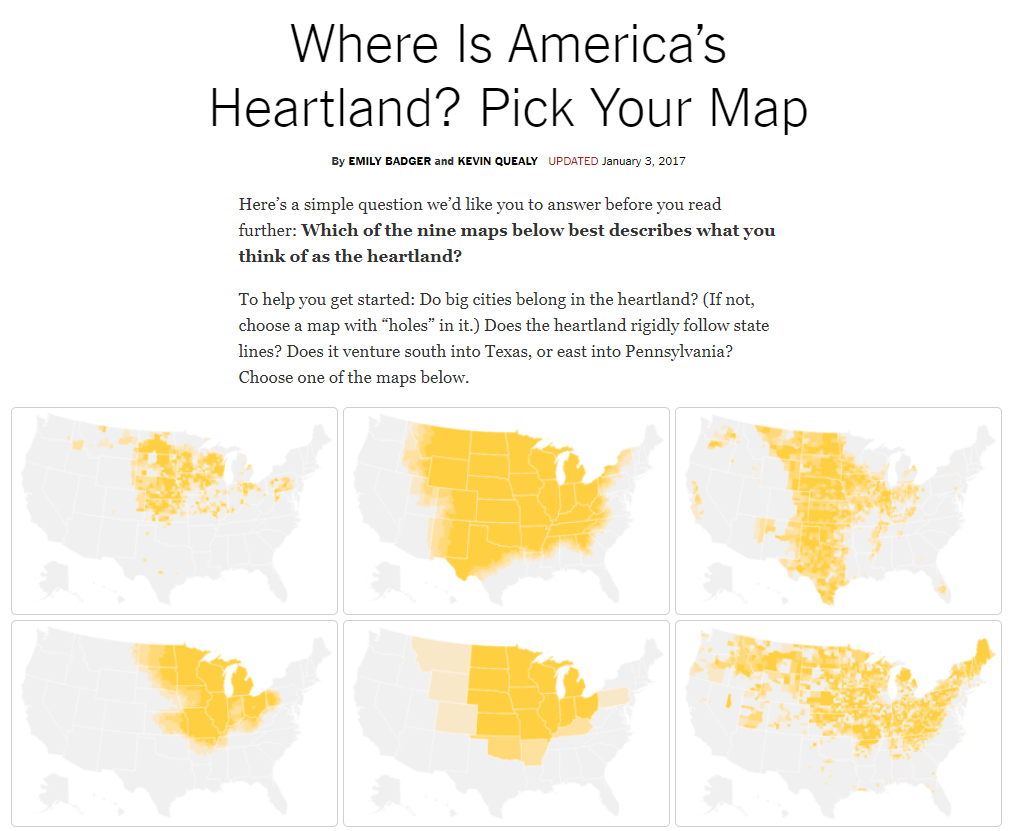 Where Is America’s
Heartland? Pick Your Map
By EMILY BADGER and KEVIN QUEALY UPDATED January 3, 2017
Here’s a simple question we’d like you to answer before you read
further: Which of the nine maps below best describes what you
think of as the heartland?
To help you get started: Do big cities belong in the heartland? (If not,
choose a map with “holes” in it.) Does the heartland rigidly follow state
lines? Does it venture south into Texas, or east into Pennsylvania?
Choose one of the maps below.